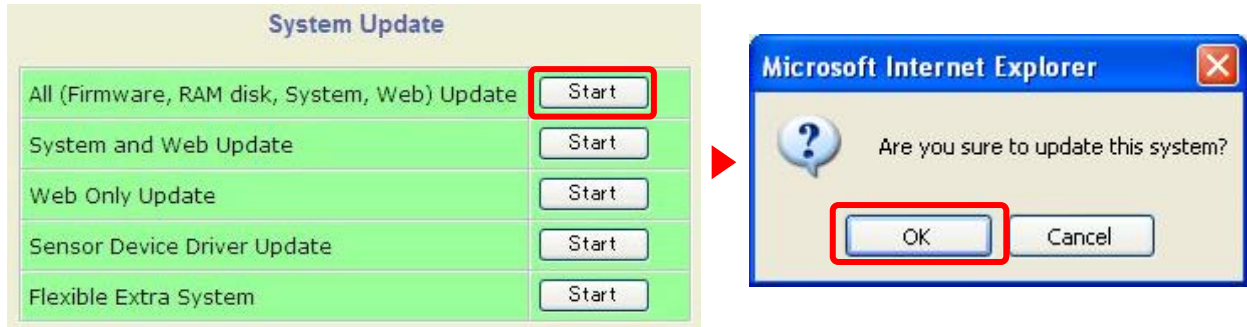 System Update
All (Firmware, RAM disk, System, Web) Update Start
System and Web Update Start
Web Only Update Start
Sensor Device Driver Update Start
Flexible Extra System Start
Microsoft Internet Explorer
Are you sure to update this system?
OK Cancel